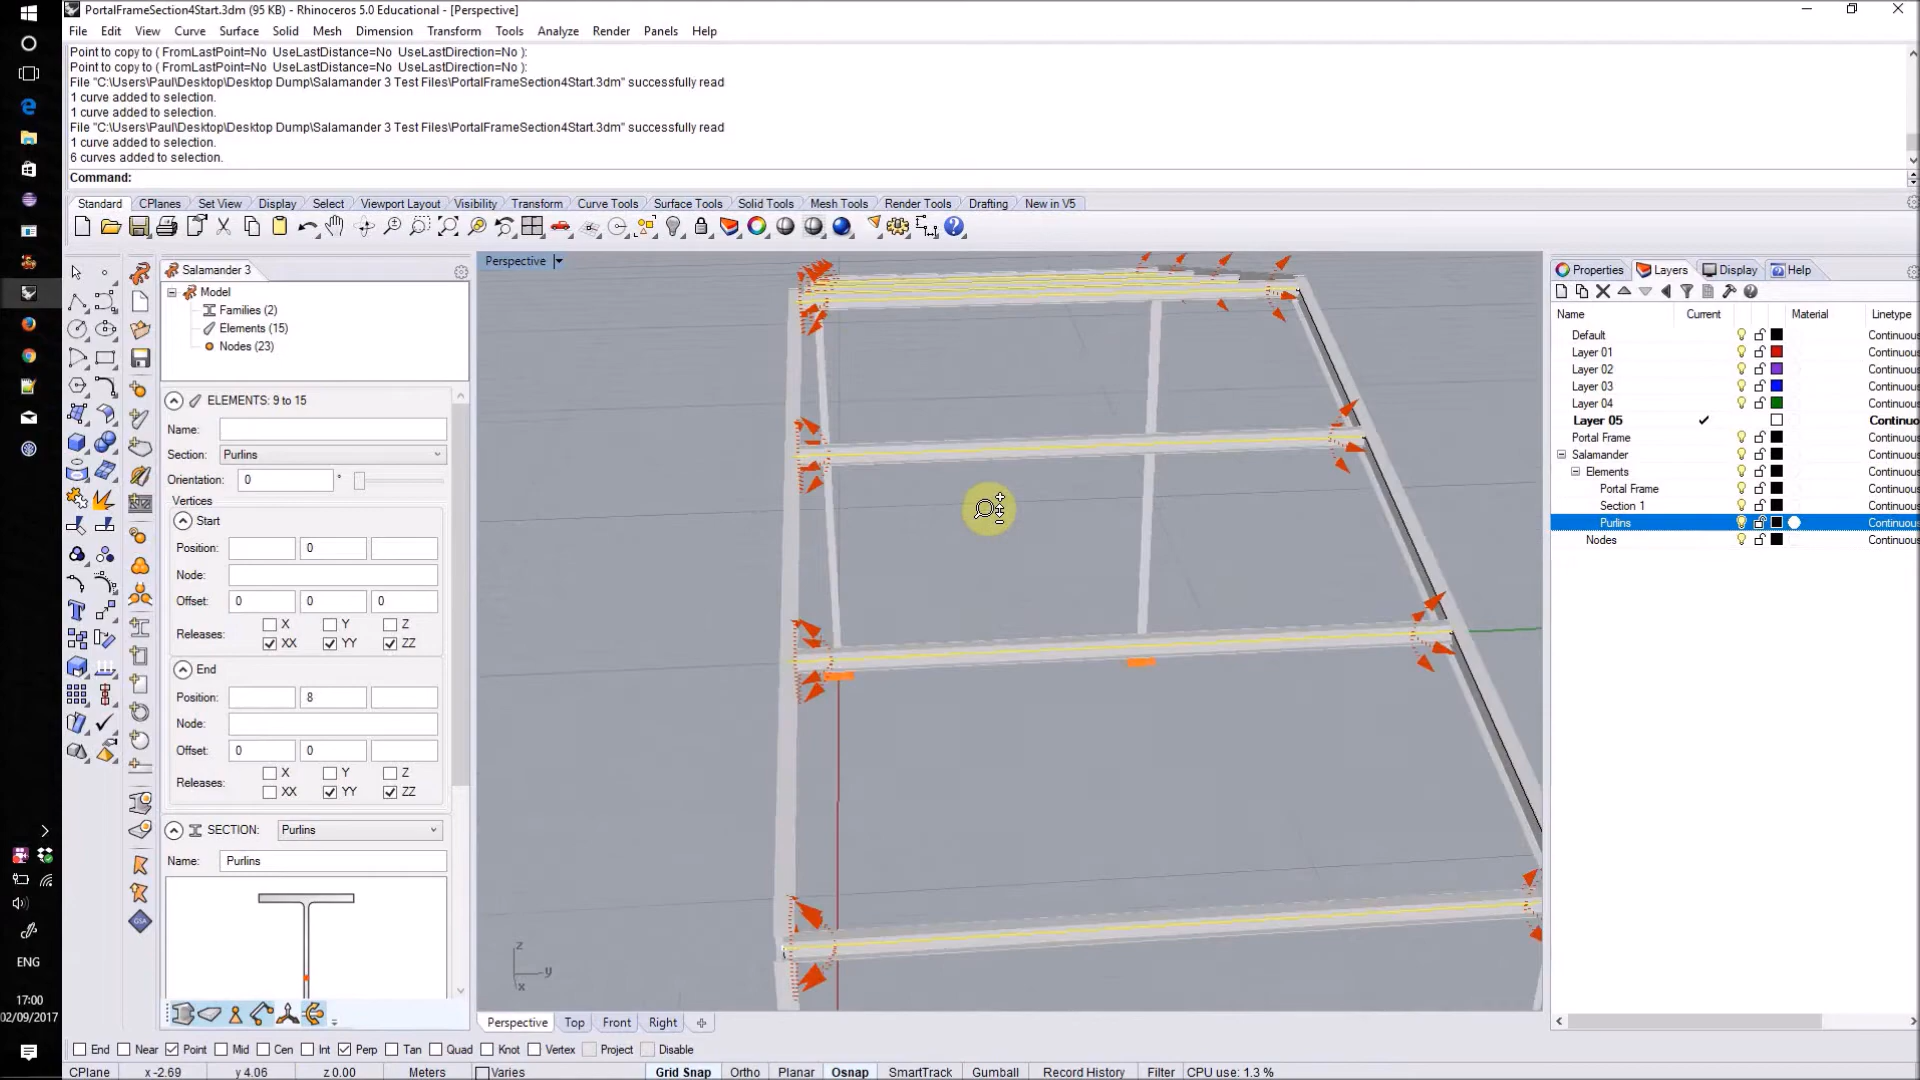 PortalFrameSection4Start.3dm (95 KB) - Rhinoceros 5.0 Educational - [Perspective]
File Edit View Curve Surface Solid Mesh Dimension Transform Tools Analyze Render Panels Help
Point to copy to ( FromLastPoint=No UseLastDistance=No UseLastDirection=No ):
Point to copy to ( FromLastPoint=No UseLastDistance=No UseLastDirection=No ):
File "C:\Users\Paul\Desktop\Desktop Dump\Salamander 3 Test Files\PortalFrameSection4Start.3dm" successfully read
1 curve added to selection.
1 curve added to selection.
File "C:\Users\Paul\Desktop\Desktop Dump\Salamander 3 Test Files\PortalFrameSection4Start.3dm" successfully read
1 curve added to selection.
6 curves added to selection.
Command:
Standard CPlanes Set View Display Select Viewport Layout Visibility Transform Curve Tools Surface Tools Solid Tools Mesh Tools Render Tools Drafting New in V5
Salamander 3
Model
Families (2)
Elements (15)
Nodes (23)
ELEMENTS: 9 to 15
Name:
Section: Purlins
Orientation: 0 °
Vertices
Start
Position: 0
Node:
Offset: 0 0 0
X Y Z
Releases:
XX YY ZZ
End
Position: 8
Node:
Offset: 0 0
X Y Z
Releases:
XX YY ZZ
SECTION: Purlins
Name: Purlins
GSA
Perspective
z
y
x
Perspective Top Front Right
Properties Layers Display Help
Name Current Material Linetype
Default Continuous
Layer 01 Continuous
Layer 02 Continuous
Layer 03 Continuous
Layer 04 Continuous
Layer 05 Continuo
Portal Frame Continuous
Salamander Continuous
Elements Continuous
Portal Frame Continuous
Section 1 Continuous
Purlins Continuous
Nodes Continuous
End Near Point Mid Cen Int Perp Tan Quad Knot Vertex Project Disable
CPlane x -2.69 y 4.06 z 0.00 Meters Varies Grid Snap Ortho Planar Osnap SmartTrack Gumball Record History Filter CPU use: 1.3 %
ENG
17:00
02/09/2017